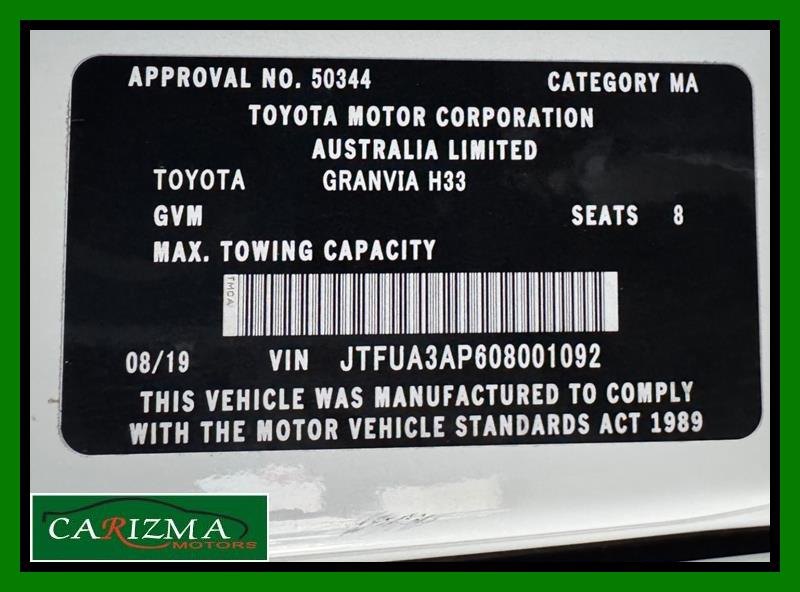 APPROVAL NO. 50344 CATEGORY MA
TOYOTA MOTOR CORPORATION
AUSTRALIA LIMITED
TOYOTA GRANVIA H33
GVM SEATS 8
MAX. TOWING CAPACITY
TMCA
08/19 VIN JTFUA3AP608001092
THIS VEHICLE WAS MANUFACTURED TO COMPLY
WITH THE MOTOR VEHICLE STANDARDS ACT 1989
CARIZMA
MOTORS